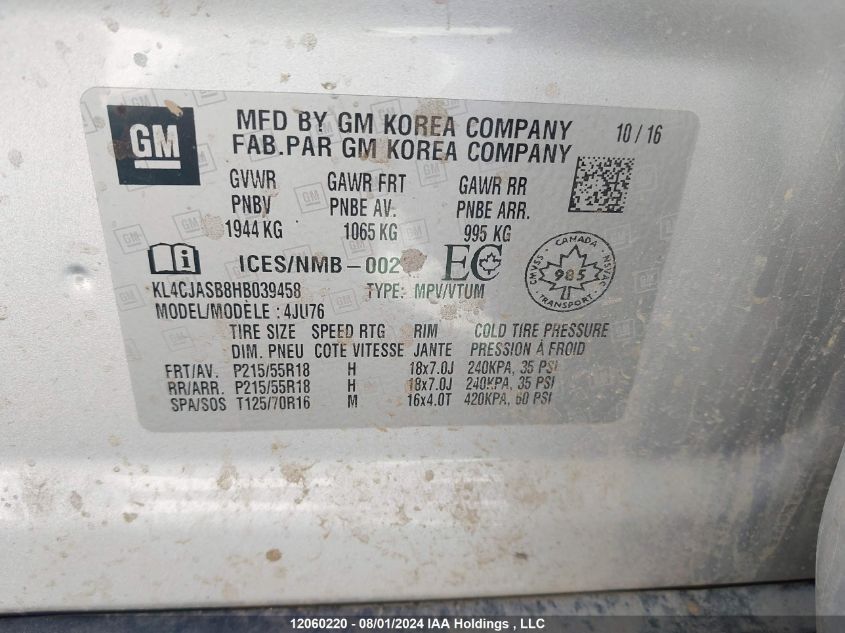 GM
MFD BY GM KOREA COMPANY 10/16
FAB.PAR GM KOREA COMPANY
GVWR GAWR FRT GAWR RR
PNBV PNBE AV. PNBE ARR.
1944 KG 1065 KG 995 KG
ICES/NMB-002 EC
CANADA
CMVSS 985 NSVAC
TRANSPORT
KL4CJASB8HB039458 TYPE: MPV/VTUM
MODEL/MODÈLE: 4JU76
TIRE SIZE SPEED RTG RIM COLD TIRE PRESSURE
DIM. PNEU COTE VITESSE JANTE PRESSION À FROID
FRT/AV. P215/55R18 H 18x7.0J 240KPA, 35 PSI
RR/ARR. P215/55R18 H 18x7.0J 240KPA, 35 PSI
SPA/SOS T125/70R16 M 16x4.0T 420KPA, 60 PSI
12060220 - 08/01/2024 IAA Holdings, LLC